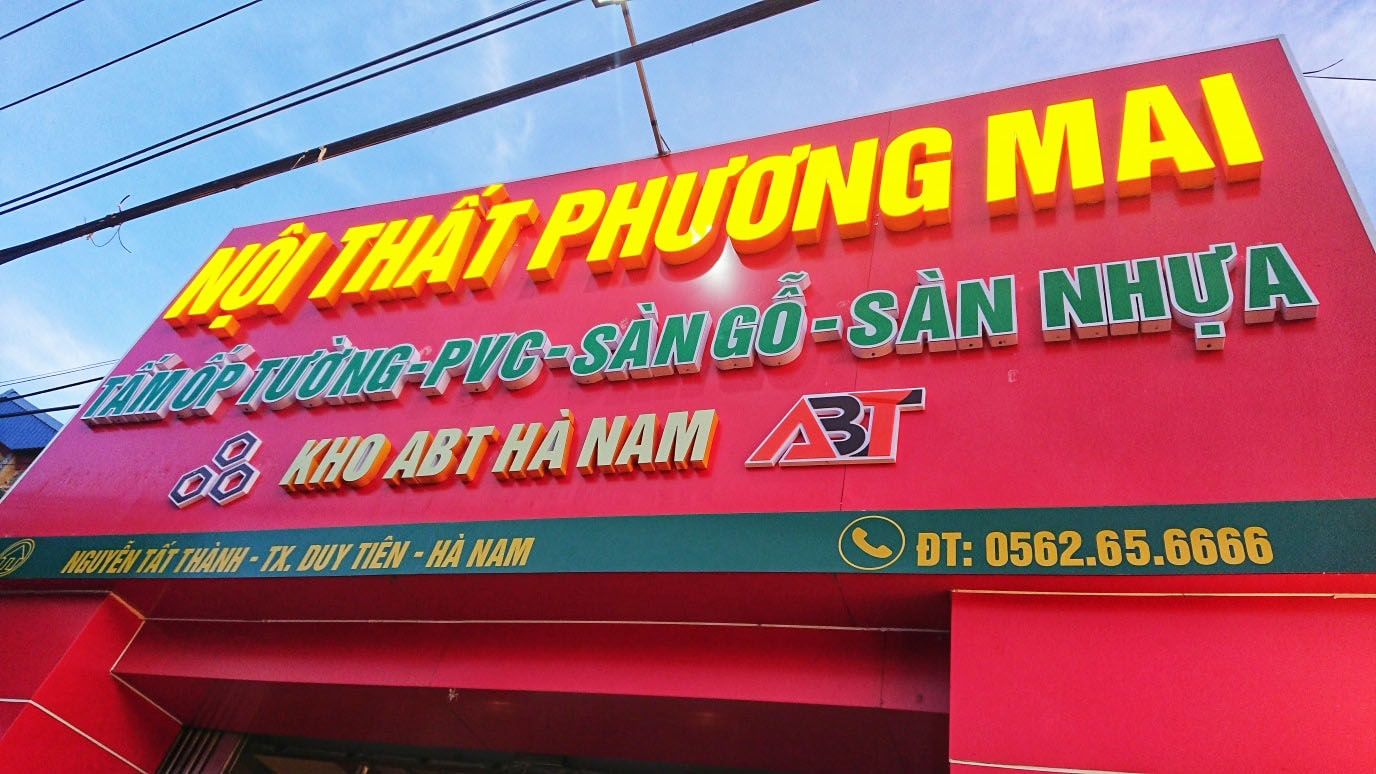 NỘI THẤT PHƯƠNG MAI
TẤM ỐP TƯỜNG-PVC-SÀN GỖ-SÀN NHỰA
KHO ABT HÀ NAM
ABT
NGUYỄN TẤT THÀNH - TX. DUY TIÊN - HÀ NAM
ĐT: 0562.65.6666